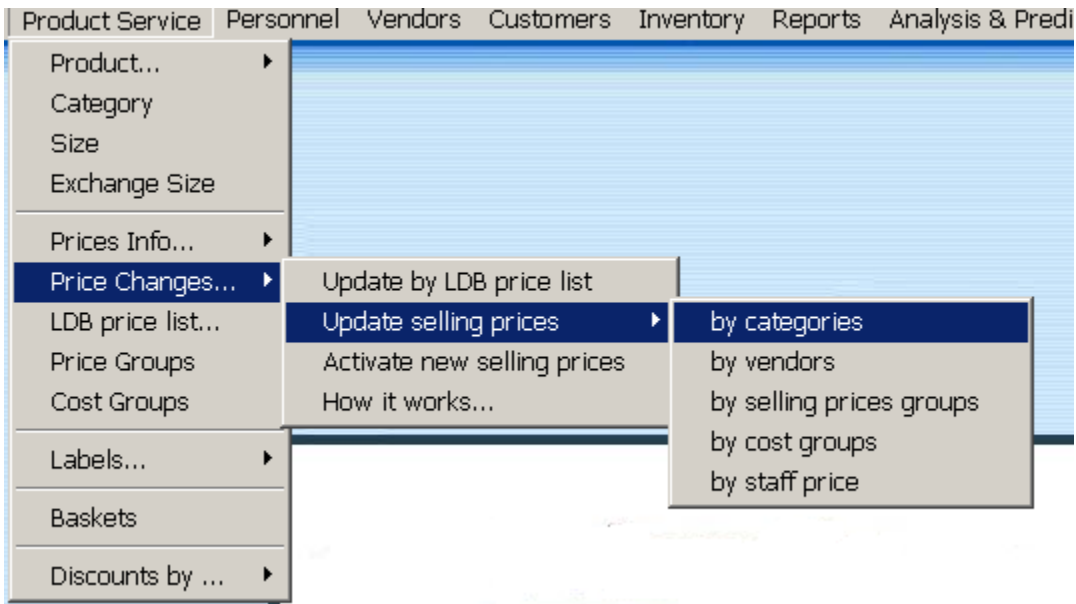 Product Service Personnel Vendors Customers Inventory Reports Analysis & Predi
Product...
Category
Size
Exchange Size
Prices Info...
Price Changes...
LDB price list...
Price Groups
Cost Groups
Labels...
Baskets
Discounts by ...
Update by LDB price list
Update selling prices
Activate new selling prices
How it works...
by categories
by vendors
by selling prices groups
by cost groups
by staff price